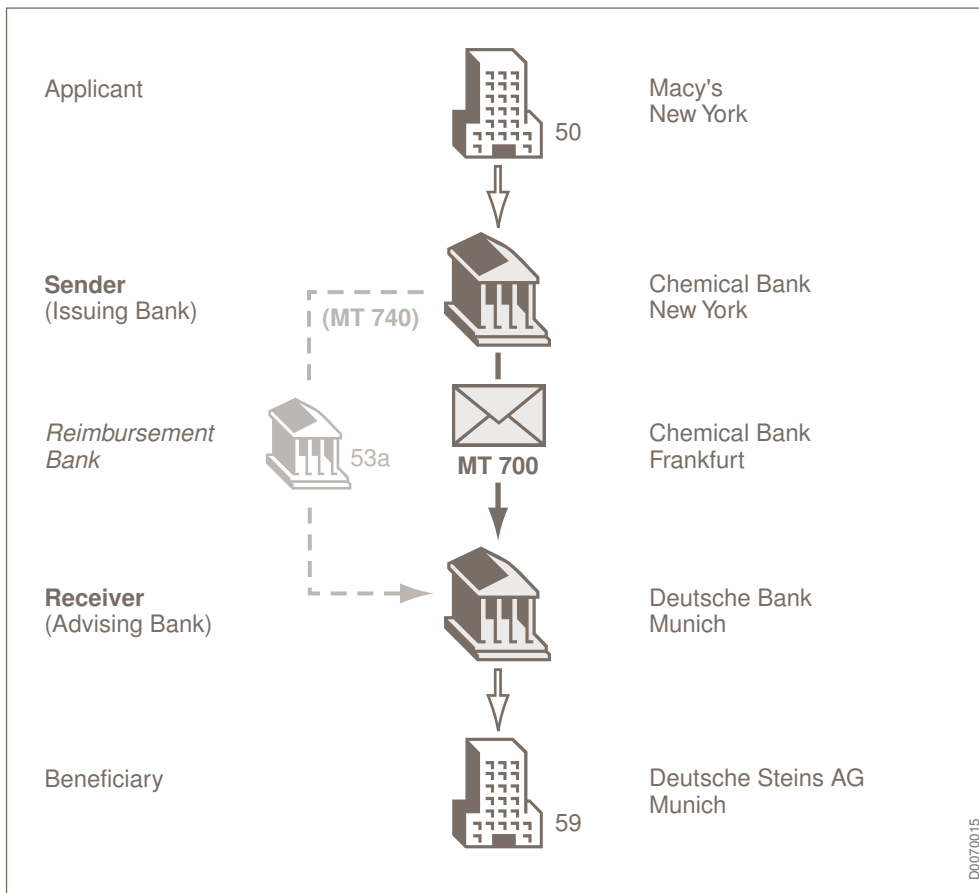 Applicant
50
Macy's
New York
Sender
(Issuing Bank)
(MT 740)
Chemical Bank
New York
Reimbursement
Bank
53a
MT 700
Chemical Bank
Frankfurt
Receiver
(Advising Bank)
Deutsche Bank
Munich
Beneficiary
59
Deutsche Steins AG
Munich
D0070015